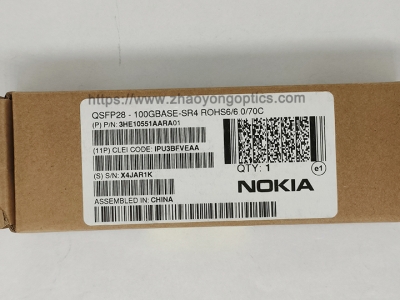 www.zhaoyongoptics.com
QSFP28 - 100GBASE-SR4 ROHS6/6 0/70C
(P) P/N: 3HE10551AARA01
(11P) CLEI CODE: IPU3BFVEAA
(S) S/N: X4JAR1K
ASSEMBLED IN: CHINA
QTY: 1
e1
NOKIA